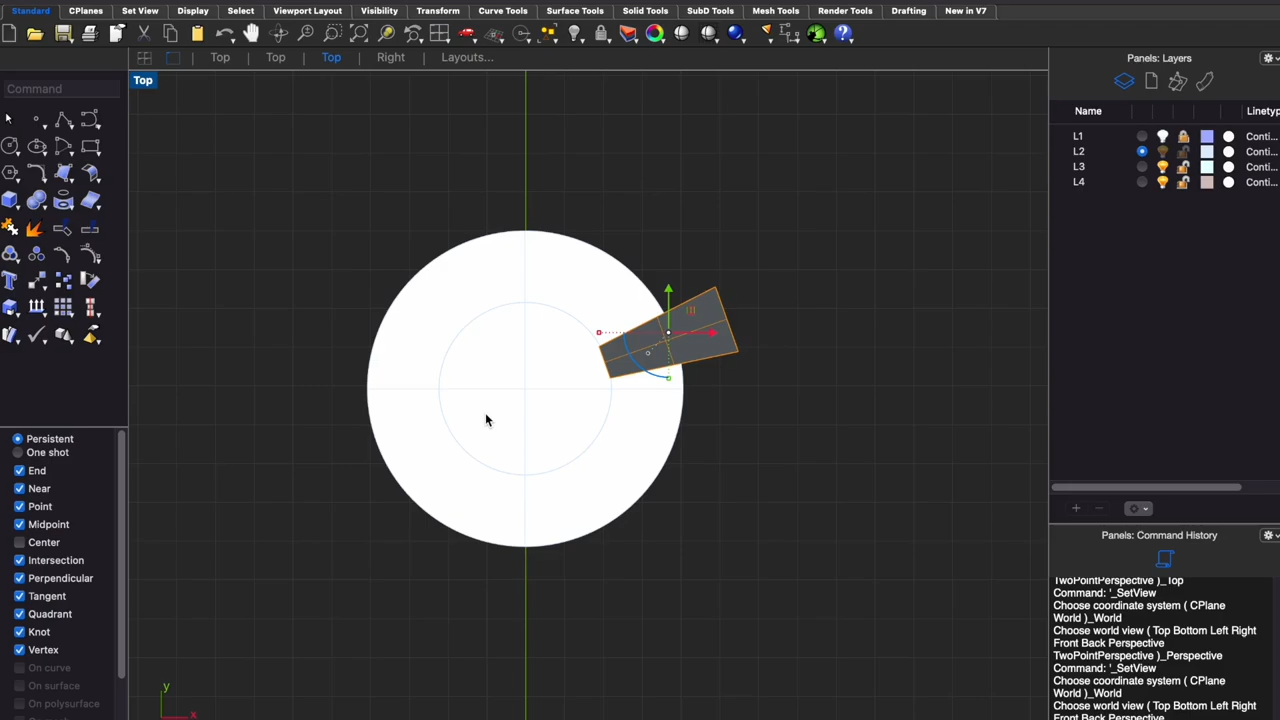 Standard CPlanes Set View Display Select Viewport Layout Visibility Transform Curve Tools Surface Tools Solid Tools SubD Tools Mesh Tools Render Tools Drafting New in V7
Top Top Top Right Layouts...
Top
Command
Persistent
One shot
End
Near
Point
Midpoint
Center
Intersection
Perpendicular
Tangent
Quadrant
Knot
Vertex
On curve
On surface
On polysurface
y
x
Panels: Layers
Name Linetyp
L1 Conti...
L2 Conti...
L3 Conti...
L4 Conti...
Panels: Command History
TwoPointPerspective )_Top
Command: '_SetView
Choose coordinate system ( CPlane
World )_World
Choose world view ( Top Bottom Left Right
Front Back Perspective
TwoPointPerspective )_Perspective
Command: '_SetView
Choose coordinate system ( CPlane
World )_World
Choose world view ( Top Bottom Left Right
Front Back Perspective